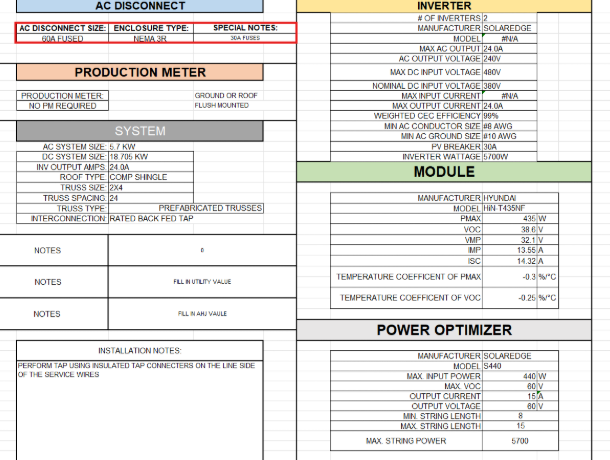 AC DISCONNECT
AC DISCONNECT SIZE: ENCLOSURE TYPE: SPECIAL NOTES:
60A FUSED NEMA 3R 30A FUSES
PRODUCTION METER
PRODUCTION METER: GROUND OR ROOF
NO PM REQUIRED FLUSH MOUNTED
SYSTEM
AC SYSTEM SIZE: 5.7 KW
DC SYSTEM SIZE: 18.705 KW
INV OUTPUT AMPS: 24.0A
ROOF TYPE: COMP SHINGLE
TRUSS SIZE: 2X4
TRUSS SPACING: 24
TRUSS TYPE: PREFABRICATED TRUSSES
INTERCONNECTION: RATED BACK FED TAP
NOTES 0
NOTES FILL IN UTILITY VALUE
NOTES FILL IN AHJ VAULE
INSTALLATION NOTES:
PERFORM TAP USING INSULATED TAP CONNECTERS ON THE LINE SIDE
OF THE SERVICE WIRES
INVERTER
# OF INVERTERS 2
MANUFACTURER SOLAREDGE
MODEL #N/A
MAX AC OUTPUT 24.0A
AC OUTPUT VOLTAGE 240V
MAX DC INPUT VOLTAGE 480V
NOMINAL DC INPUT VOLTAGE 380V
MAX INPUT CURRENT #N/A
MAX OUTPUT CURRENT 24.0A
WEIGHTED CEC EFFICIENCY 99%
MIN AC CONDUCTOR SIZE #8 AWG
MIN AC GROUND SIZE #10 AWG
PV BREAKER 30A
INVERTER WATTAGE 5700W
MODULE
MANUFACTURER HYUNDAI
MODEL HiN-T435NF
PMAX 435 W
VOC 38.6 V
VMP 32.1 V
IMP 13.55 A
ISC 14.32 A
TEMPERATURE COEFFICENT OF PMAX -0.3 %/°C
TEMPERATURE COEFFICENT OF VOC -0.25 %/°C
POWER OPTIMIZER
MANUFACTURER SOLAREDGE
MODEL S440
MAX. INPUT POWER 440 W
MAX. VOC 60 V
OUTPUT CURRENT 15 A
OUTPUT VOLTAGE 60 V
MIN. STRING LENGTH 8
MAX. STRING LENGTH 15
MAX. STRING POWER 5700